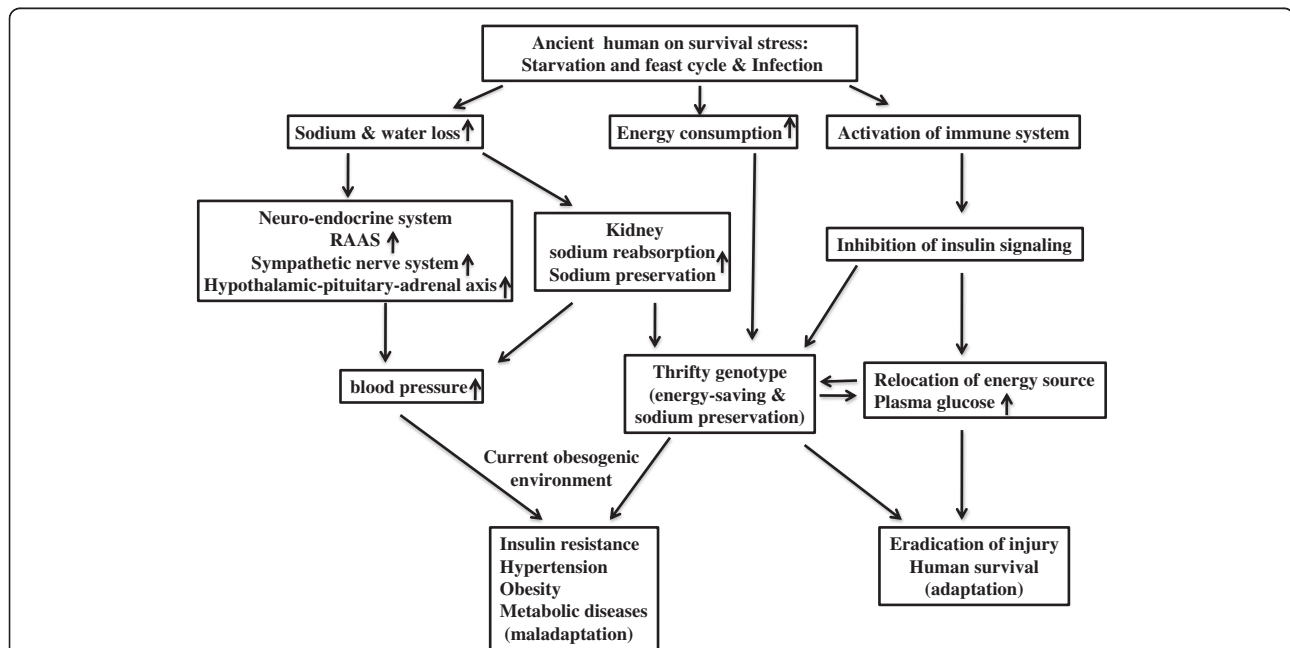 Ancient human on survival stress:
Starvation and feast cycle & Infection
Sodium & water loss ↑
Energy consumption ↑
Activation of immune system
Neuro-endocrine system
RAAS ↑
Sympathetic nerve system ↑
Hypothalamic-pituitary-adrenal axis ↑
Kidney
sodium reabsorption
Sodium preservation ↑
Inhibition of insulin signaling
blood pressure ↑
Thrifty genotype
(energy-saving &
sodium preservation)
Relocation of energy source
Plasma glucose ↑
Current obesogenic
environment
Insulin resistance
Hypertension
Obesity
Metabolic diseases
(maladaptation)
Eradication of injury
Human survival
(adaptation)